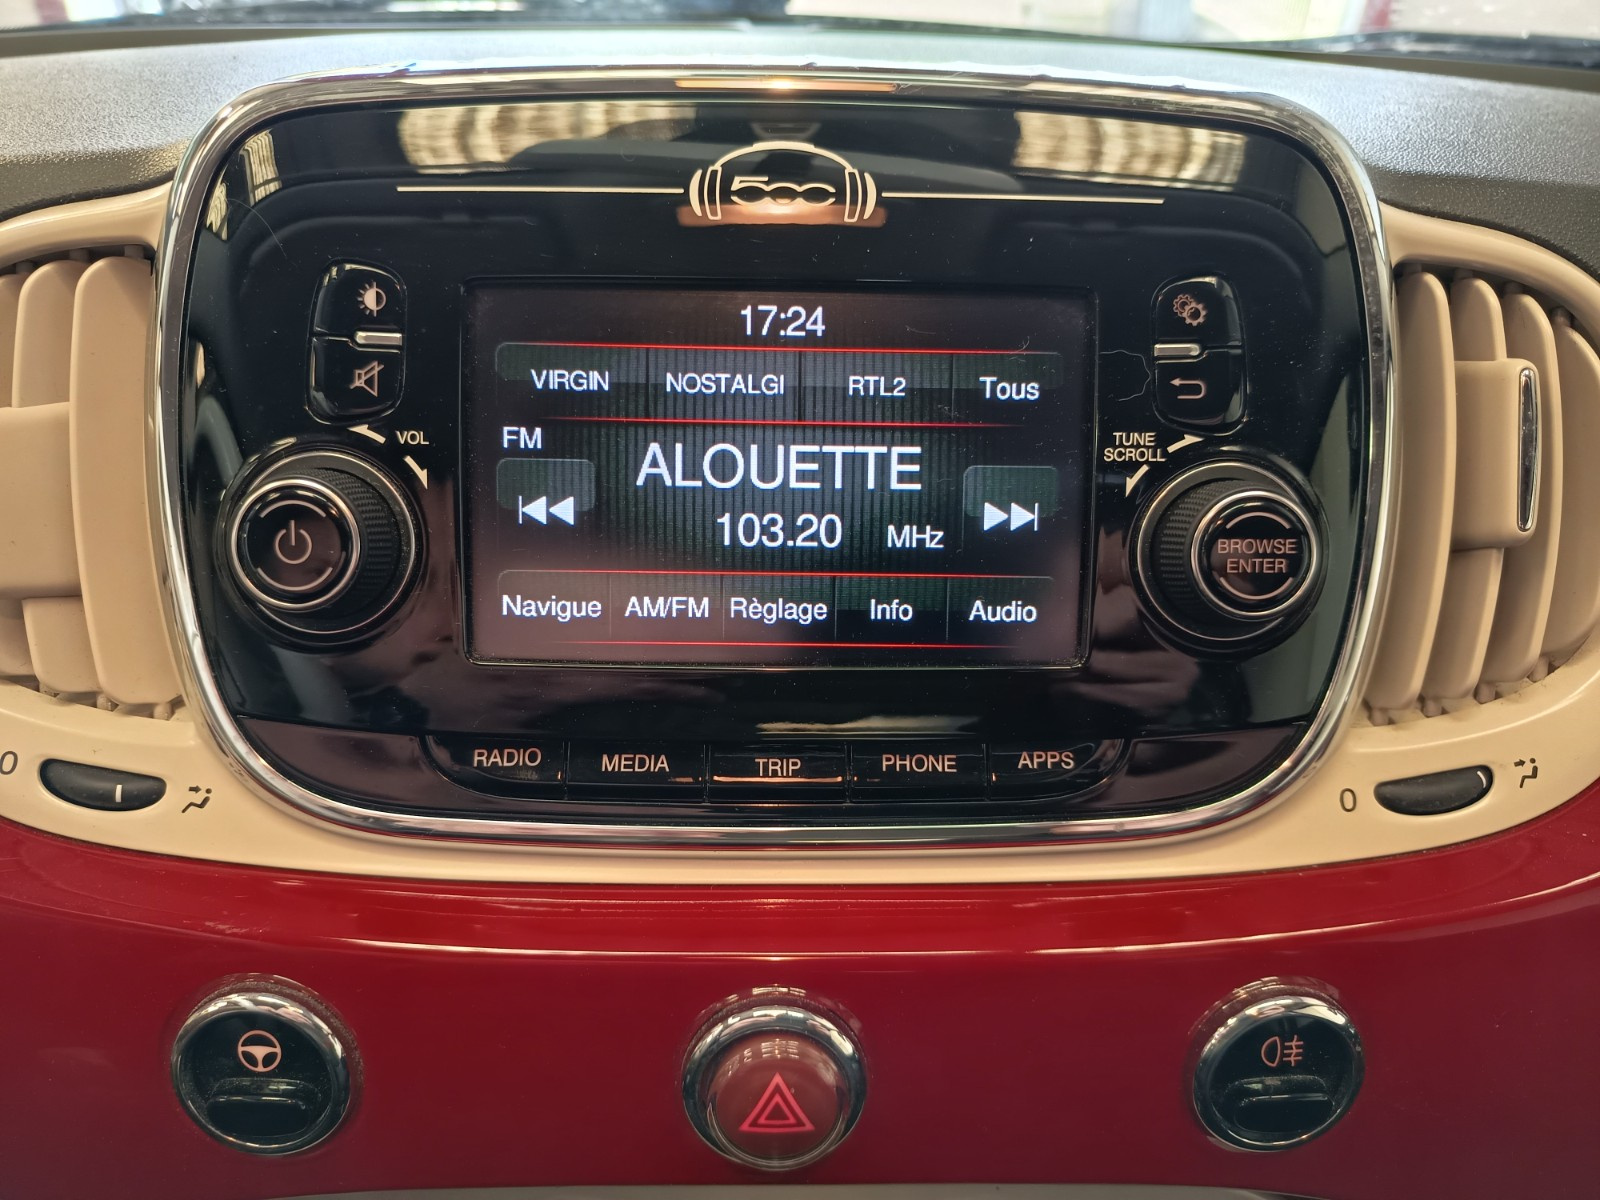 500
17:24
VIRGIN NOSTALGI RTL2 Tous
VOL
FM
ALOUETTE
TUNE
SCROLL
103.20 MHz
BROWSE
ENTER
Navigue AM/FM Règlage Info Audio
RADIO MEDIA TRIP PHONE APPS
0
0